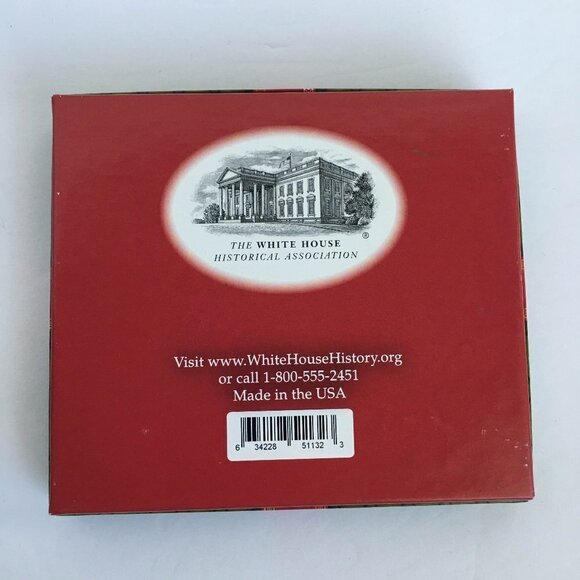 THE WHITE HOUSE
HISTORICAL ASSOCIATION
®
Visit www.WhiteHouseHistory.org
or call 1-800-555-2451
Made in the USA
6 34228 51132 3